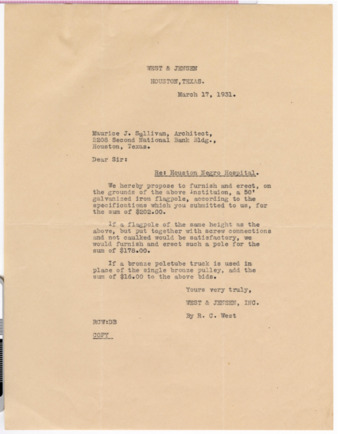 WEST & JENSEN
HOUSTON, TEXAS.
March 17, 1931.
Maurice J. Sullivan, Architect,
Second National Bank Bldg.,
Houston, Texas.
Dear Sir:
Re: Houston Negro Hospital.
We hereby propose to furnish and erect, on
the grounds of the above institution, a 50'
galvanized iron flagpole, according to the
specifications which you submitted to us, for
the sum of
If a flagpole of the same height as the
above, but put together with screw connections
and not caulked would be satisfactory, we
would furnish and erect such a pole for the
sum of $178.00.
If a bronze truck is used in
place of the single bronze pulley, add the
sum of $16.00 to the above bids.
Yours very truly,
WEST & JENSEN, INC.
By R. C. West
COPY